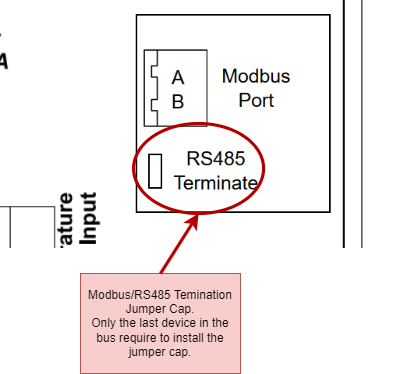 A
A
B
Modbus
Port
RS485
Terminate
ature
Input
Modbus/RS485 Temination
Jumper Cap.
Only the last device in the
bus require to install the
jumper cap.